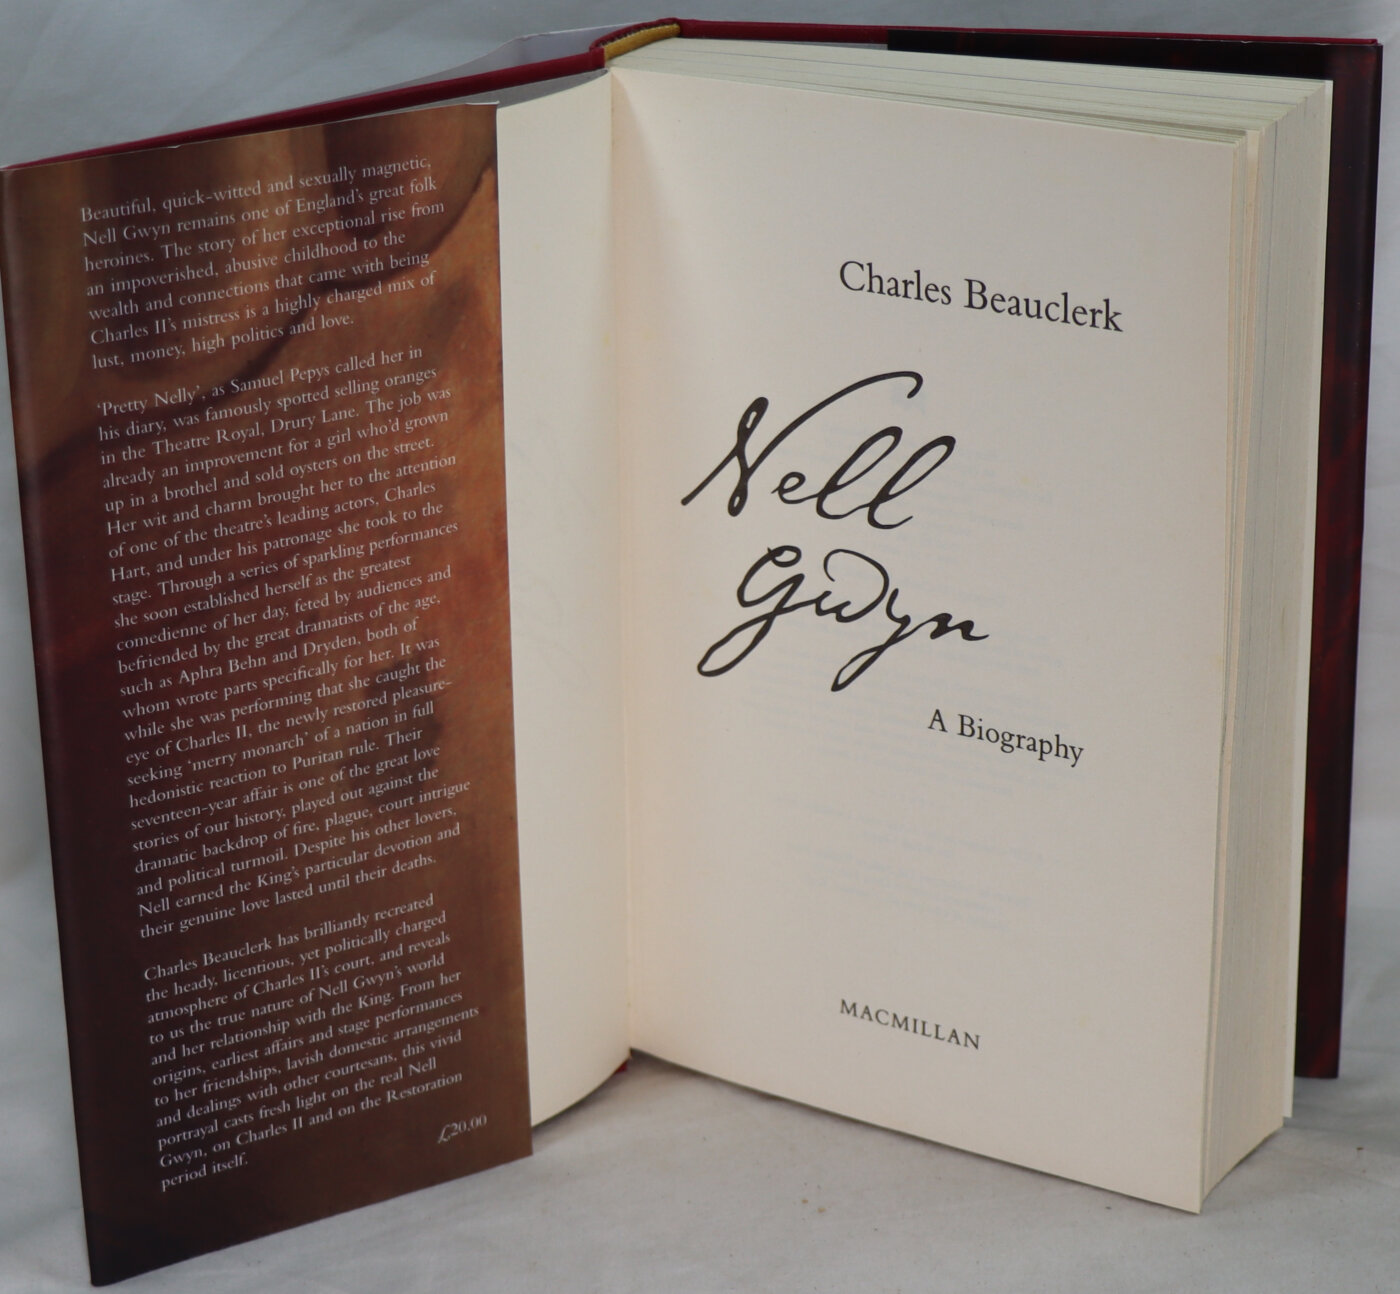 Beautiful, quick-witted and sexually magnetic,
Nell Gwyn remains one of England's great folk
heroines. The story of her exceptional rise from
an impoverished, abusive childhood to the
wealth and connections that came with being
Charles II's mistress is a highly charged mix of
lust, money, high politics and love.
'Pretty Nelly', as Samuel Pepys called her in
his diary, was famously spotted selling oranges
in the Theatre Royal, Drury Lane. The job was
already an improvement for a girl who'd grown
up in a brothel and sold oysters on the street.
Her wit and charm brought her to the attention
of one of the theatre's leading actors, Charles
Hart, and under his patronage she took to the
stage. Through a series of sparkling performances
she soon established herself as the greatest
comedienne of her day, feted by audiences and
befriended by the great dramatists of the age,
such as Aphra Behn and Dryden, both of
whom wrote parts specifically for her. It was
while she was performing that she caught the
eye of Charles II, the newly restored pleasure-
seeking 'merry monarch' of a nation in full
hedonistic reaction to Puritan rule. Their
seventeen-year affair is one of the great love
stories of our history, played out against the
dramatic backdrop of fire, plague, court intrigue
and political turmoil. Despite his other lovers,
Nell earned the King's particular devotion and
their genuine love lasted until their deaths.
Charles Beauclerk has brilliantly recreated
the heady, licentious, yet politically charged
atmosphere of Charles II's court, and reveals
to us the true nature of Nell Gwyn's world
and her relationship with the King. From her
origins, earliest affairs and stage performances
to her friendships, lavish domestic arrangements
and dealings with other courtesans, this vivid
portrayal casts fresh light on the real Nell
Gwyn, on Charles II and on the Restoration
period itself.
£20.00
Charles Beauclerk
Nell
Gwyn
A Biography
MACMILLAN